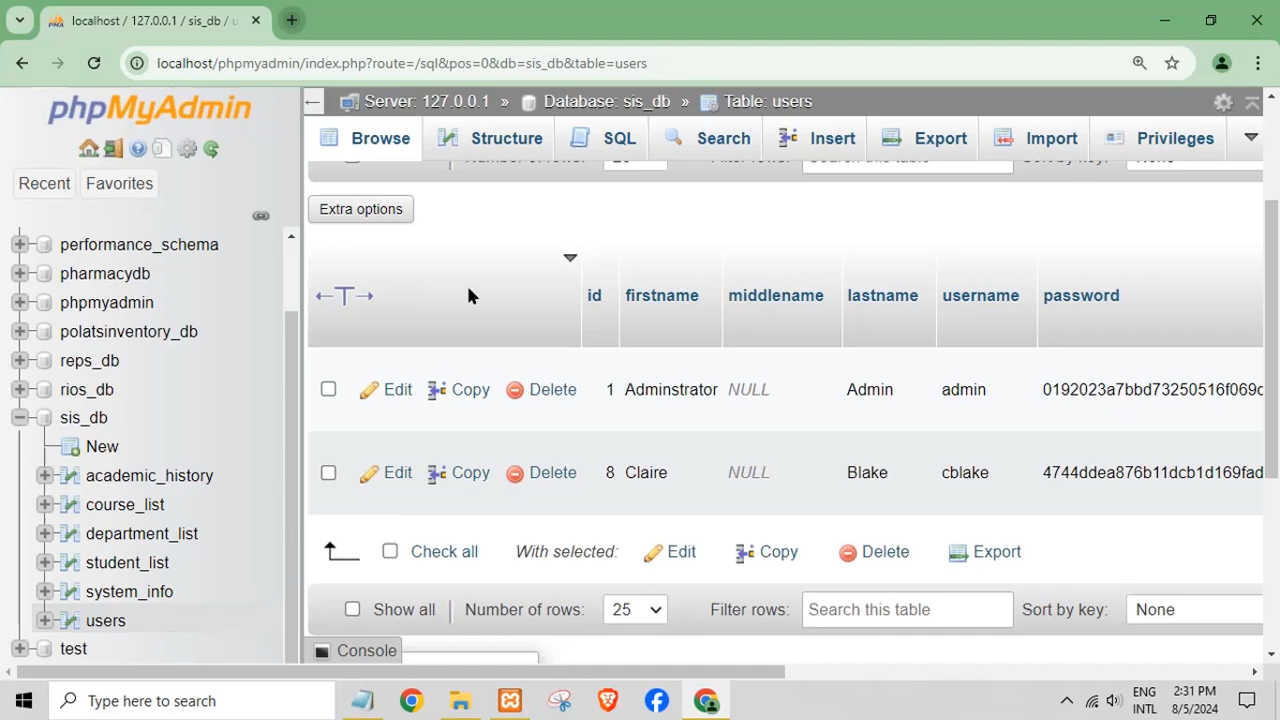 localhost / 127.0.0.1 / sis_db / u
localhost/phpmyadmin/index.php?route=/sql&pos=0&db=sis_db&table=users
phpMyAdmin
Server: 127.0.0.1 » Database: sis_db » Table: users
Browse Structure SQL Search Insert Export Import Privileges
Recent Favorites
Extra options
performance_schema
pharmacydb
phpmyadmin
polatsinventory_db
reps_db
rios_db
sis_db
New
academic_history
course_list
department_list
student_list
system_info
users
test
id firstname middlename lastname username password
Edit Copy Delete 1 Adminstrator NULL Admin admin 0192023a7bbd73250516f069c
Edit Copy Delete 8 Claire NULL Blake cblake 4744ddea876b11dcb1d169fad
Check all With selected: Edit Copy Delete Export
Show all Number of rows: 25 Filter rows: Search this table Sort by key: None
Console
Type here to search
ENG
INTL
2:31 PM
8/5/2024